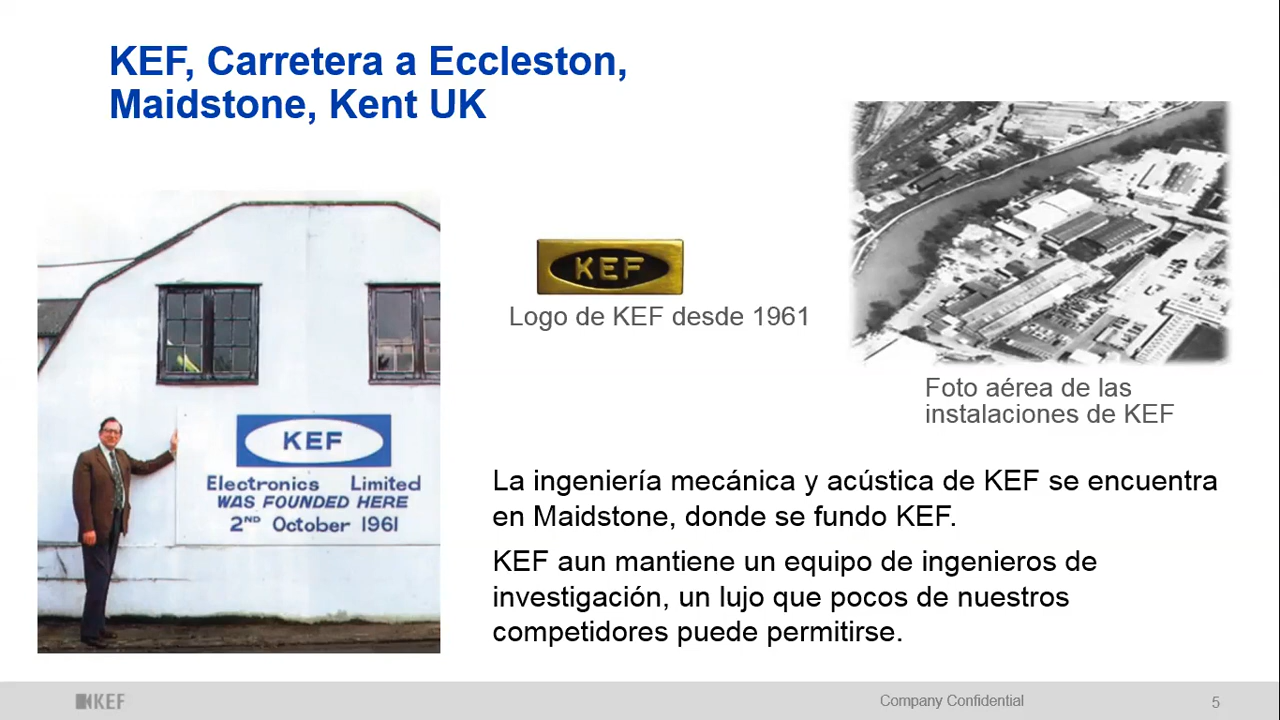 KEF, Carretera a Eccleston,
Maidstone, Kent UK
KEF
Electronics Limited
WAS FOUNDED HERE
2ND October 1961
KEF
Logo de KEF desde 1961
Foto aérea de las
instalaciones de KEF
La ingeniería mecánica y acústica de KEF se encuentra
en Maidstone, donde se fundo KEF.
KEF aun mantiene un equipo de ingenieros de
investigación, un lujo que pocos de nuestros
competidores puede permitirse.
KEF
Company Confidential
5